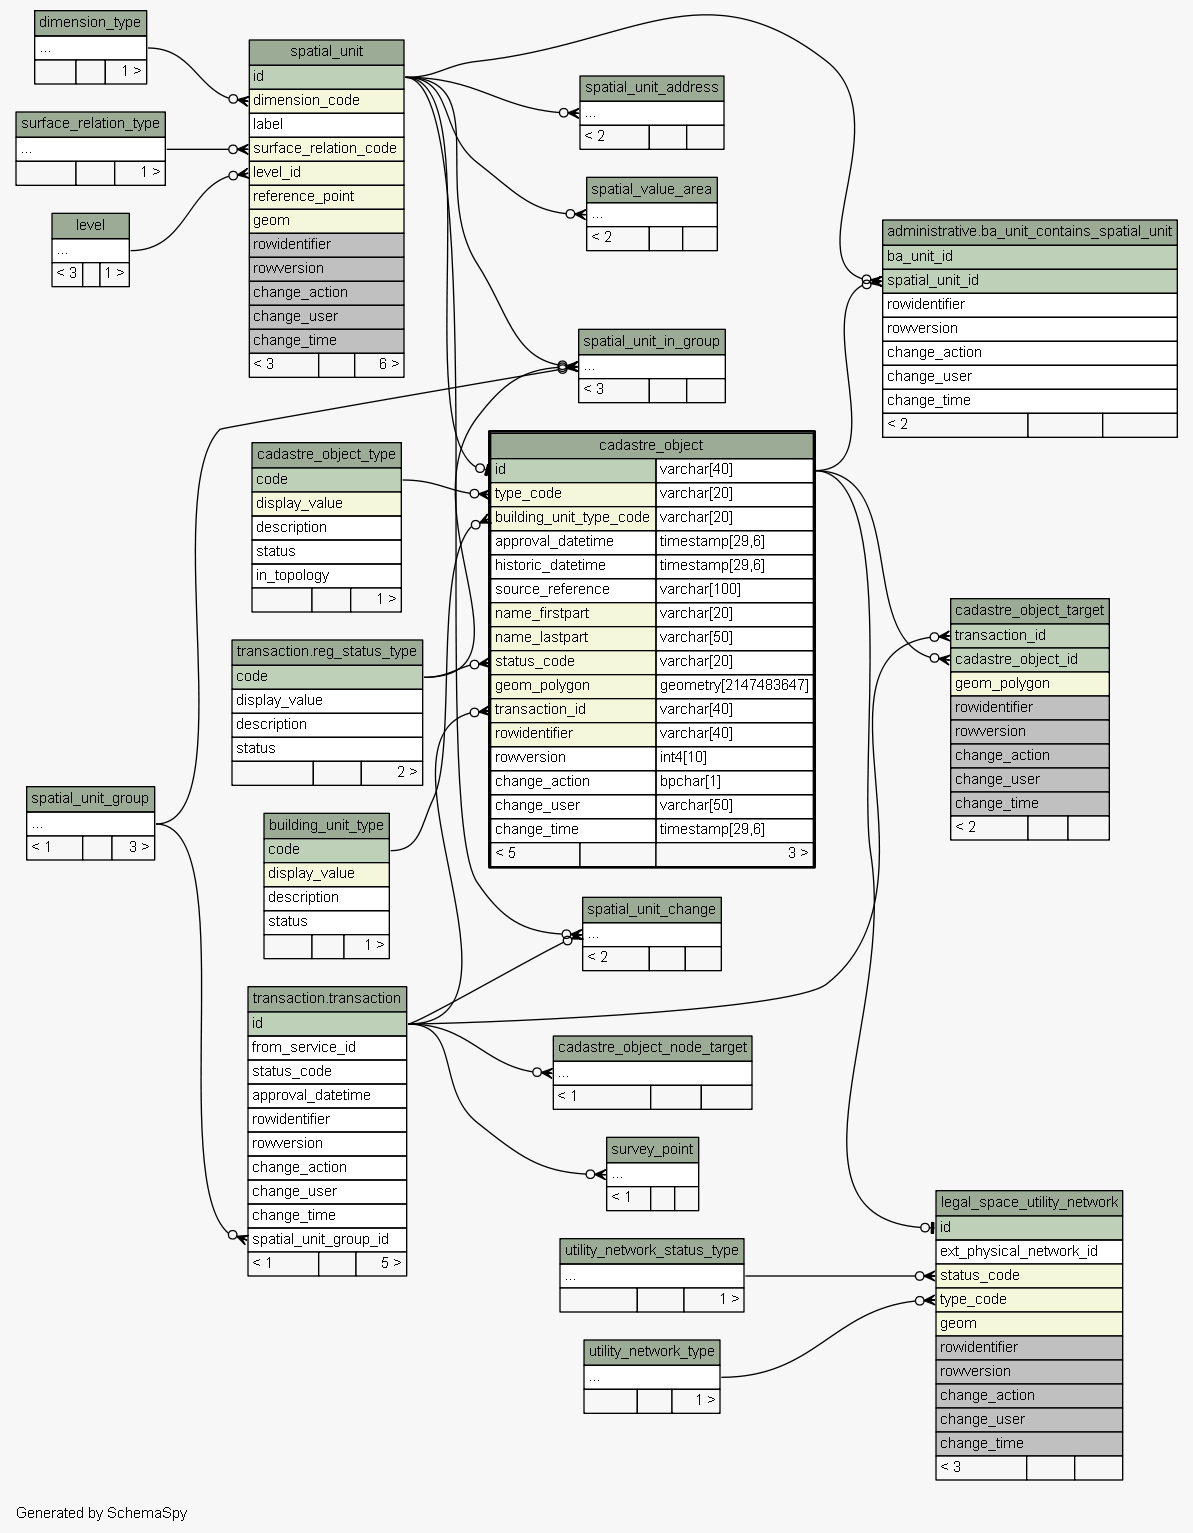 dimension_type
...
1 >
surface_relation_type
...
1 >
level
...
< 3 1 >
spatial_unit
id
dimension_code
label
surface_relation_code
level_id
reference_point
geom
rowidentifier
rowversion
change_action
change_user
change_time
< 3 6 >
spatial_unit_address
...
< 2
spatial_value_area
...
< 2
spatial_unit_in_group
...
< 3
administrative.ba_unit_contains_spatial_unit
ba_unit_id
spatial_unit_id
rowidentifier
rowversion
change_action
change_user
change_time
< 2
cadastre_object_type
code
display_value
description
status
in_topology
1 >
transaction.reg_status_type
code
display_value
description
status
2 >
spatial_unit_group
...
< 1 3 >
building_unit_type
code
display_value
description
status
1 >
cadastre_object
id varchar[40]
type_code varchar[20]
building_unit_type_code varchar[20]
approval_datetime timestamp[29,6]
historic_datetime timestamp[29,6]
source_reference varchar[100]
name_firstpart varchar[20]
name_lastpart varchar[50]
status_code varchar[20]
geom_polygon geometry[2147483647]
transaction_id varchar[40]
rowidentifier varchar[40]
rowversion int4[10]
change_action bpchar[1]
change_user varchar[50]
change_time timestamp[29,6]
< 5 3 >
cadastre_object_target
transaction_id
cadastre_object_id
geom_polygon
rowidentifier
rowversion
change_action
change_user
change_time
< 2
spatial_unit_change
...
< 2
transaction.transaction
id
from_service_id
status_code
approval_datetime
rowidentifier
rowversion
change_action
change_user
change_time
spatial_unit_group_id
< 1 5 >
cadastre_object_node_target
...
< 1
survey_point
...
< 1
utility_network_status_type
...
1 >
utility_network_type
...
1 >
legal_space_utility_network
id
ext_physical_network_id
status_code
type_code
geom
rowidentifier
rowversion
change_action
change_user
change_time
< 3
Generated by SchemaSpy